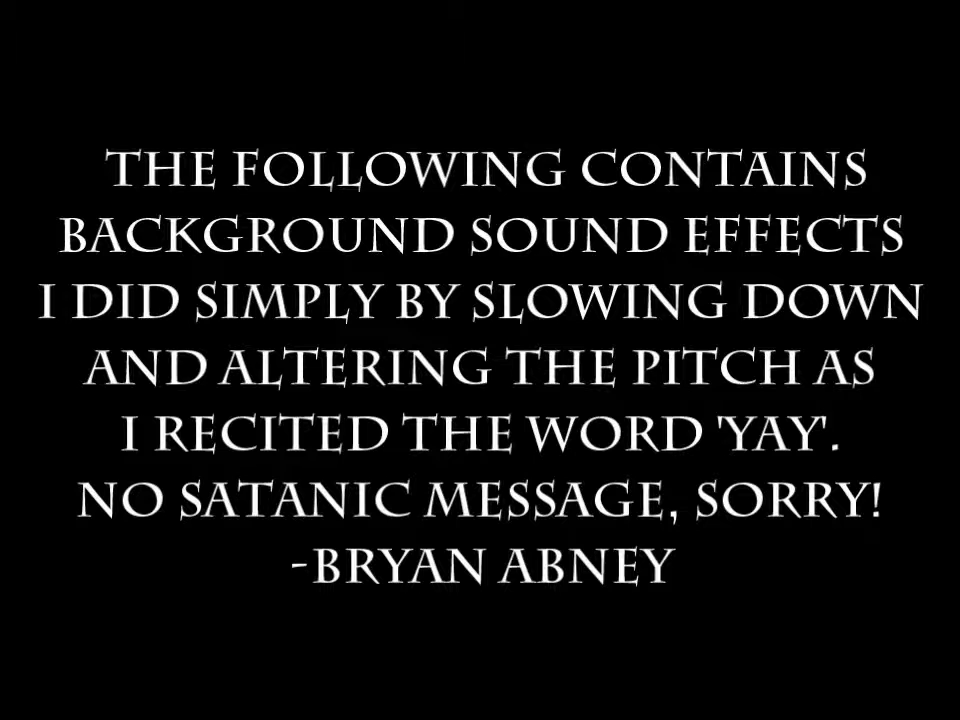 THE FOLLOWING CONTAINS
BACKGROUND SOUND EFFECTS
I DID SIMPLY BY SLOWING DOWN
AND ALTERING THE PITCH AS
I RECITED THE WORD 'YAY'.
NO SATANIC MESSAGE, SORRY!
-BRYAN ABNEY